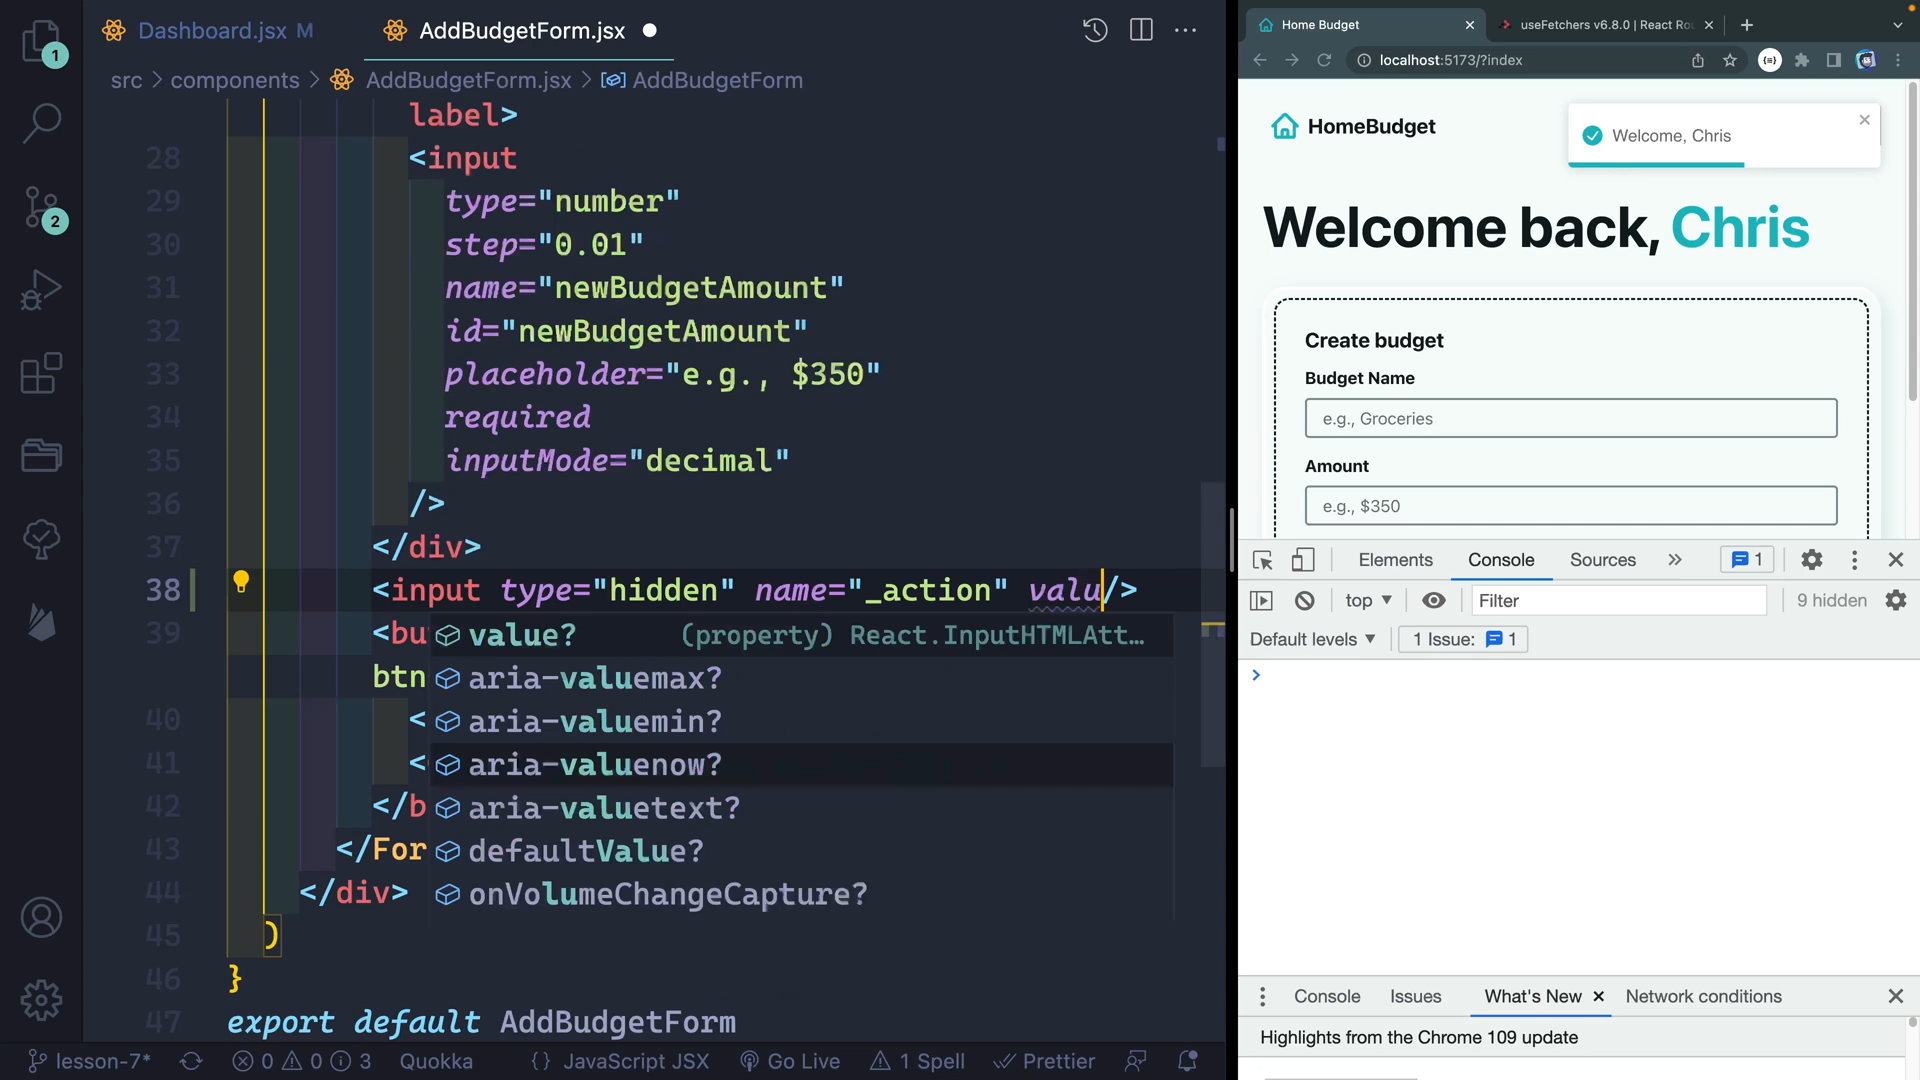 Dashboard.jsx M
AddBudgetForm.jsx
src > components > AddBudgetForm.jsx > AddBudgetForm
label>
28 <input
29 type="number"
30 step="0.01"
31 name="newBudgetAmount"
32 id="newBudgetAmount"
33 placeholder="e.g., $350"
34 required
35 inputMode="decimal"
36 />
37 </div>
38 <input type="hidden" name="_action" valu/>
39 <bu
value? (property) React.InputHTMLAtt…
btn
aria-valuemax?
40 <
aria-valuemin?
41 <
aria-valuenow?
42 </b
aria-valuetext?
43 </For
defaultValue?
44 </div>
onVolumeChangeCapture?
45 )
46 }
47 export default AddBudgetForm
1
2
lesson-7* 0 0 3 Quokka {} JavaScript JSX Go Live 1 Spell Prettier
Home Budget
useFetchers v6.8.0 | React Ro
localhost:5173/?index
HomeBudget
Welcome, Chris
Welcome back, Chris
Create budget
Budget Name
e.g., Groceries
Amount
e.g., $350
Elements Console Sources » 1
top Filter 9 hidden
Default levels 1 Issue: 1
>
Console Issues What's New Network conditions
Highlights from the Chrome 109 update